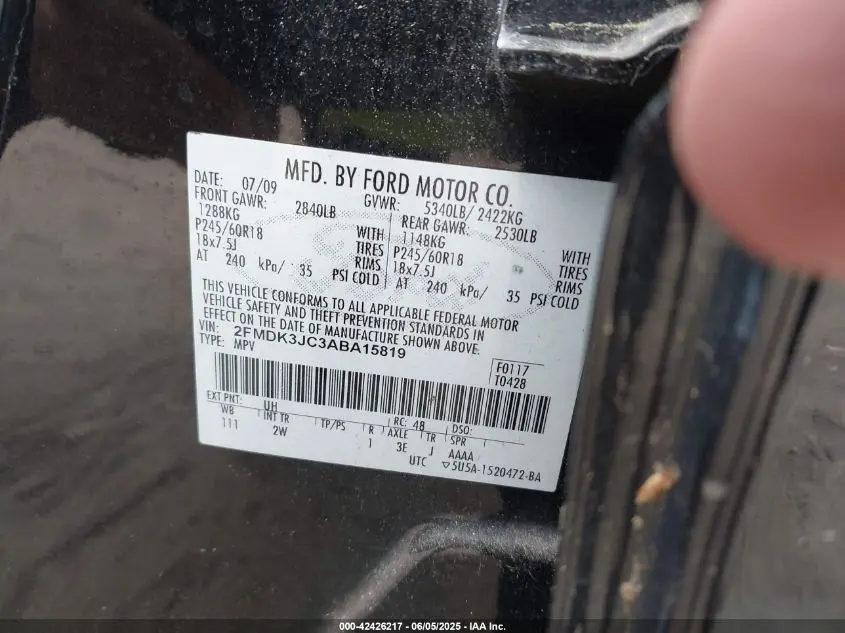 MFD. BY FORD MOTOR CO.
DATE: 07/09 GVWR: 5340LB/ 2422KG
FRONT GAWR: 2840LB REAR GAWR: 2530LB
1288KG WITH 1148KG WITH
P245/60R18 TIRES P245/60R18 TIRES
18x7.5J RIMS 18x7.5J RIMS
AT 240 kPa/ 35 PSI COLD AT 240 kPa/ 35 PSI COLD
THIS VEHICLE CONFORMS TO ALL APPLICABLE FEDERAL MOTOR
VEHICLE SAFETY AND THEFT PREVENTION STANDARDS IN
EFFECT ON THE DATE OF MANUFACTURE SHOWN ABOVE.
VIN: 2FMDK3JC3ABA15819
TYPE: MPV
F0117
T0428
EXT PNT: UH RC: 48 DSO:
WB INT TR TP/PS R AXLE TR SPR
111 2W 1 3E J AAAA
UTC ▽5U5A-1520472-BA
000-42426217 - 06/05/2025 - IAA Inc.